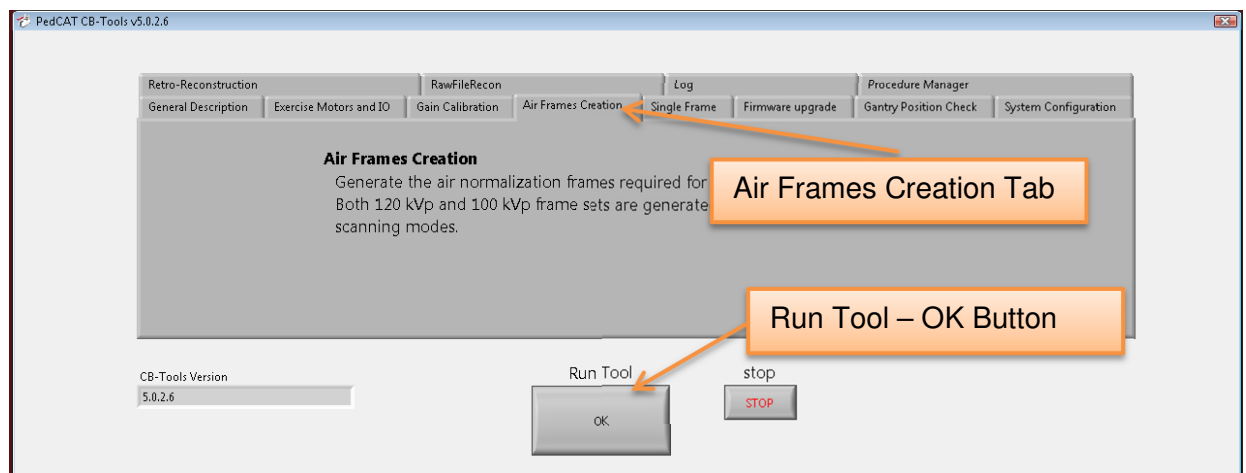 PedCAT CB-Tools v5.0.2.6
Retro-Reconstruction RawFileRecon Log Procedure Manager
General Description Exercise Motors and IO Gain Calibration Air Frames Creation Single Frame Firmware upgrade Gantry Position Check System Configuration
Air Frames Creation
Generate the air normalization frames required for
Both 120 kVp and 100 kVp frame sets are generate
scanning modes.
Air Frames Creation Tab
Run Tool – OK Button
CB-Tools Version
5.0.2.6
Run Tool
OK
stop
STOP